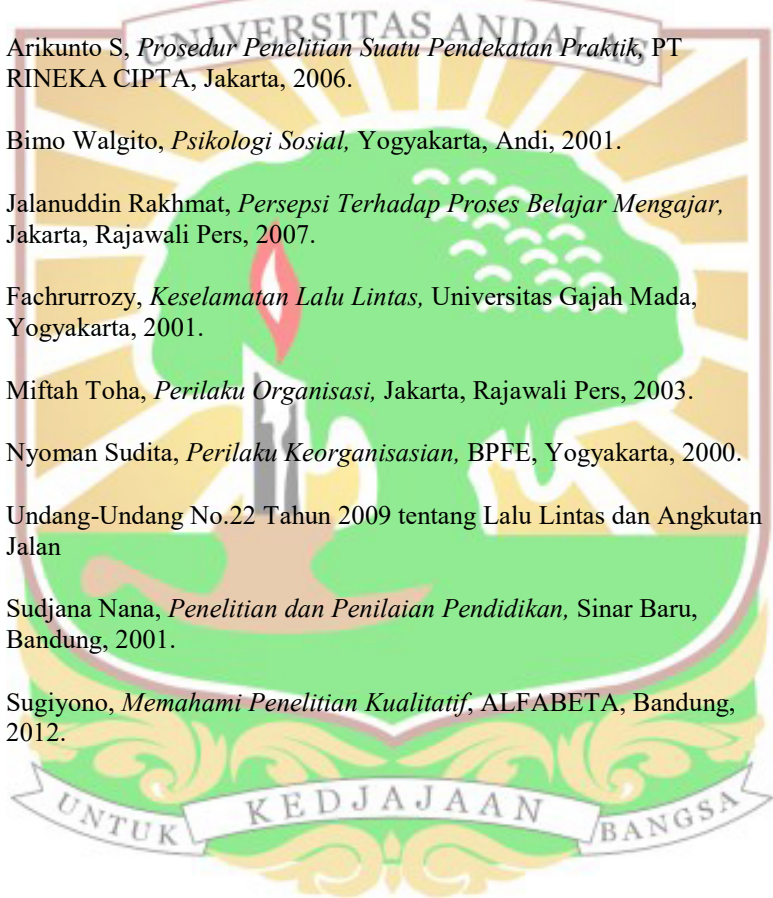 UNIVERSITAS ANDALAS
Arikunto S, Prosedur Penelitian Suatu Pendekatan Praktik, PT
RINEKA CIPTA, Jakarta, 2006.
Bimo Walgito, Psikologi Sosial, Yogyakarta, Andi, 2001.
Jalanuddin Rakhmat, Persepsi Terhadap Proses Belajar Mengajar,
Jakarta, Rajawali Pers, 2007.
Fachrurrozy, Keselamatan Lalu Lintas, Universitas Gajah Mada,
Yogyakarta, 2001.
Miftah Toha, Perilaku Organisasi, Jakarta, Rajawali Pers, 2003.
Nyoman Sudita, Perilaku Keorganisasian, BPFE, Yogyakarta, 2000.
Undang-Undang No.22 Tahun 2009 tentang Lalu Lintas dan Angkutan
Jalan
Sudjana Nana, Penelitian dan Penilaian Pendidikan, Sinar Baru,
Bandung, 2001.
Sugiyono, Memahami Penelitian Kualitatif, ALFABETA, Bandung,
2012.
UNTUK KEDJAJAAN BANGSA